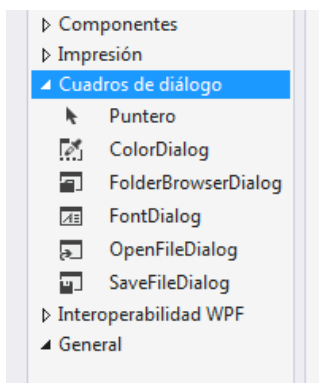 Componentes
Impresión
Cuadros de diálogo
Puntero
ColorDialog
FolderBrowserDialog
FontDialog
OpenFileDialog
SaveFileDialog
Interoperabilidad WPF
General